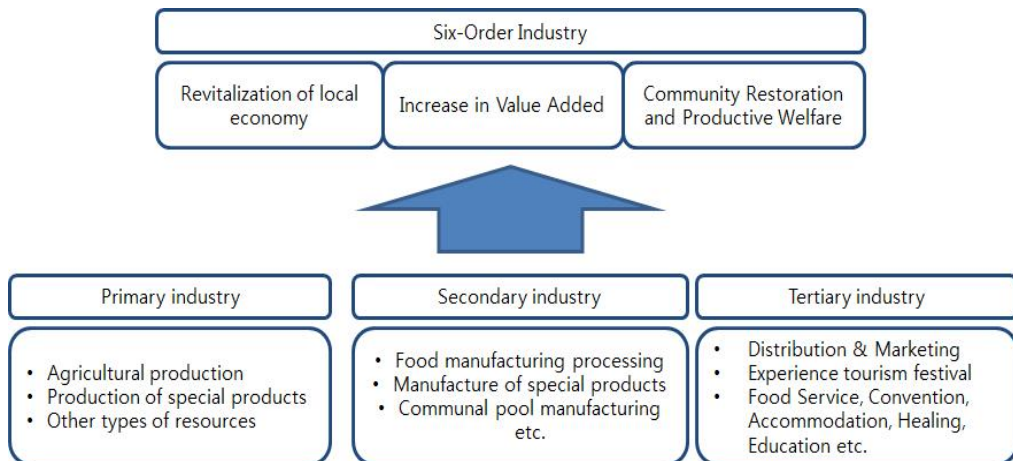 Six-Order Industry
Revitalization of local
economy
Increase in Value Added
Community Restoration
and Productive Welfare
Primary industry
• Agricultural production
• Production of special products
• Other types of resources
Secondary industry
• Food manufacturing processing
• Manufacture of special products
• Communal pool manufacturing
etc.
Tertiary industry
• Distribution & Marketing
• Experience tourism festival
• Food Service, Convention,
Accommodation, Healing,
Education etc.